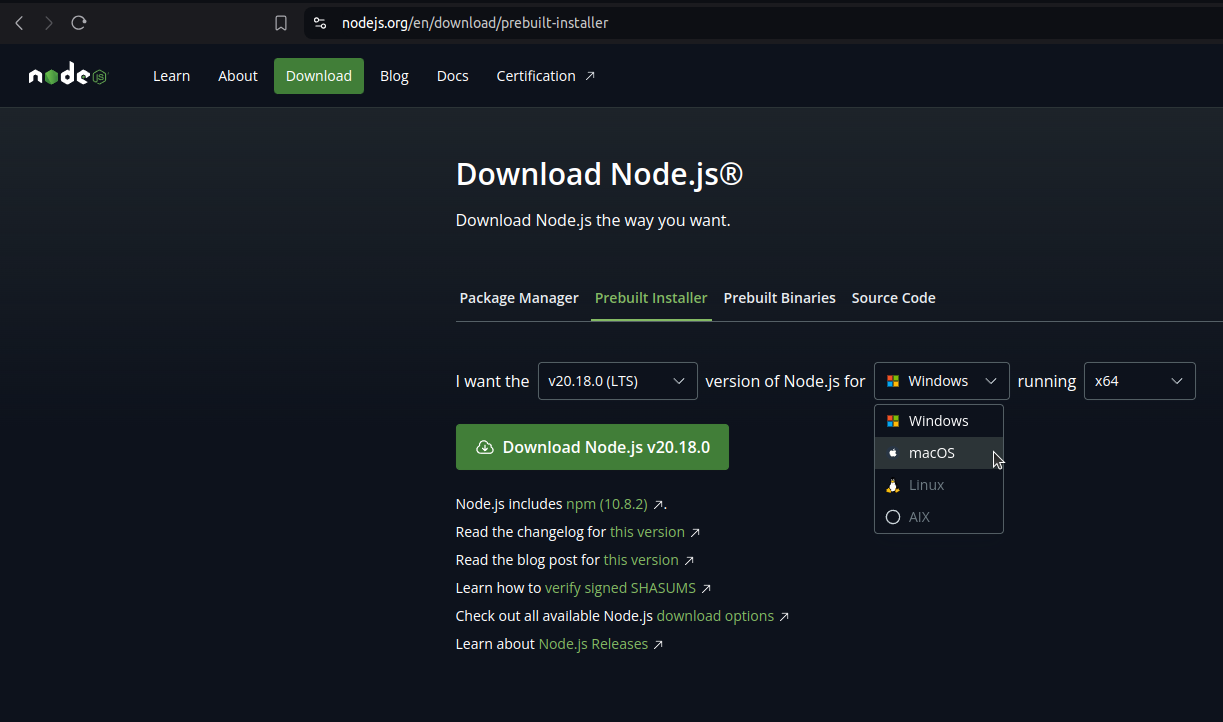 nodejs.org/en/download/prebuilt-installer
node JS Learn About Download Blog Docs Certification
Download Node.js®
Download Node.js the way you want.
Package Manager Prebuilt Installer Prebuilt Binaries Source Code
I want the v20.18.0 (LTS) version of Node.js for Windows running x64
Windows
macOS
Linux
AIX
Download Node.js v20.18.0
Node.js includes npm (10.8.2).
Read the changelog for this version
Read the blog post for this version
Learn how to verify signed SHASUMS
Check out all available Node.js download options
Learn about Node.js Releases